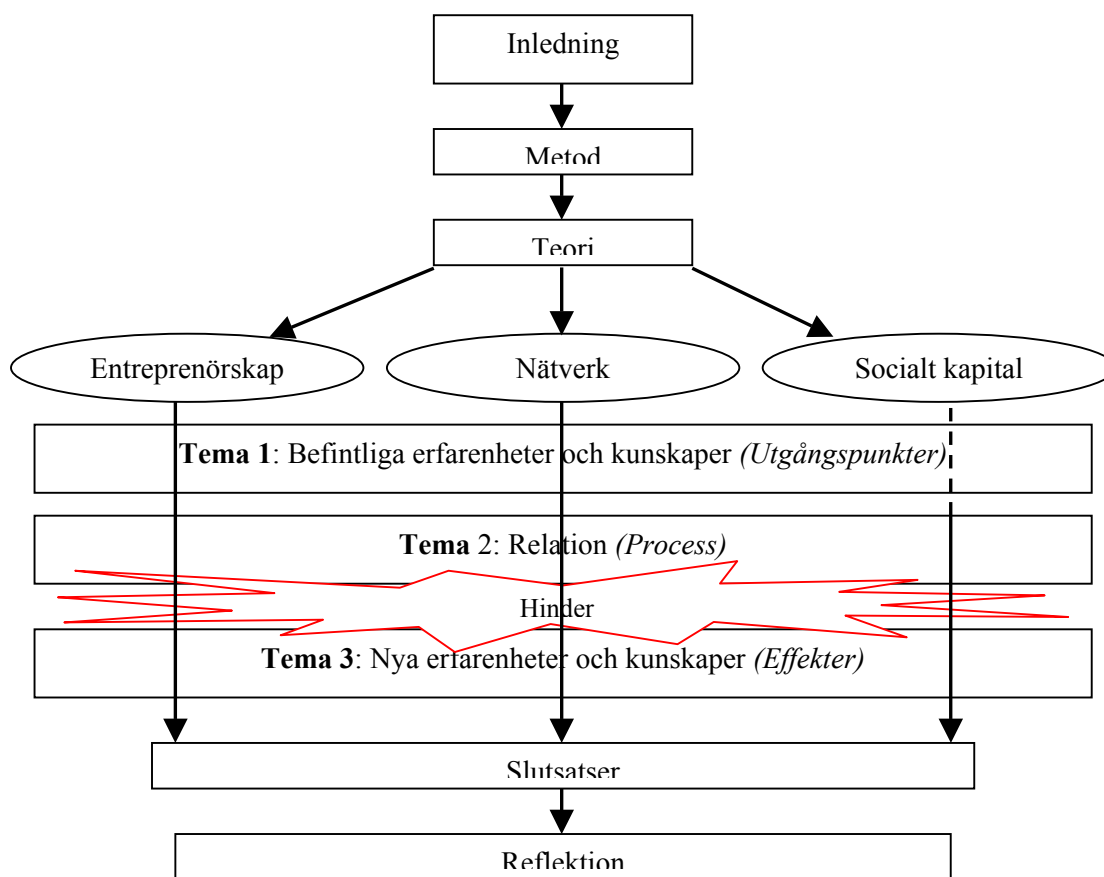 Inledning
Metod
Teori
Entreprenörskap
Nätverk
Socialt kapital
Tema 1: Befintliga erfarenheter och kunskaper (Utgångspunkter)
Tema 2: Relation (Process)
Hinder
Tema 3: Nya erfarenheter och kunskaper (Effekter)
Slutsatser
Reflektion